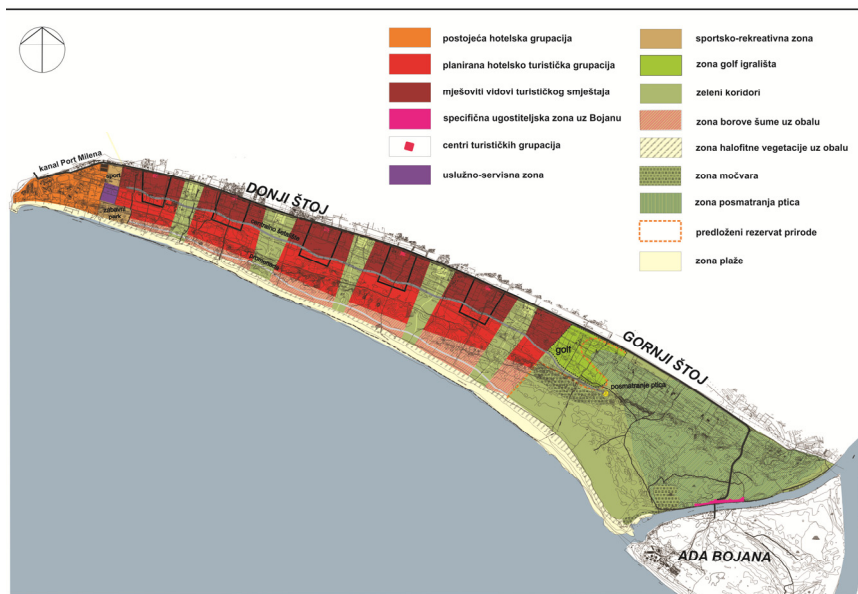 postojeća hotelska grupacija
planirana hotelsko turistička grupacija
mješoviti vidovi turističkog smještaja
specifična ugostiteljska zona uz Bojanu
centri turističkih grupacija
uslužno-servisna zona
sportsko-rekreativna zona
zona golf igrališta
zeleni koridori
zona borove šume uz obalu
zona halofitne vegetacije uz obalu
zona močvara
zona posmatranja ptica
predloženi rezervat prirode
zona plaže
kanal Port Milena
sport
zabavni
park
DONJI ŠTOJ
promenada
golf
GORNJI ŠTOJ
posmatranje ptica
ADA BOJANA